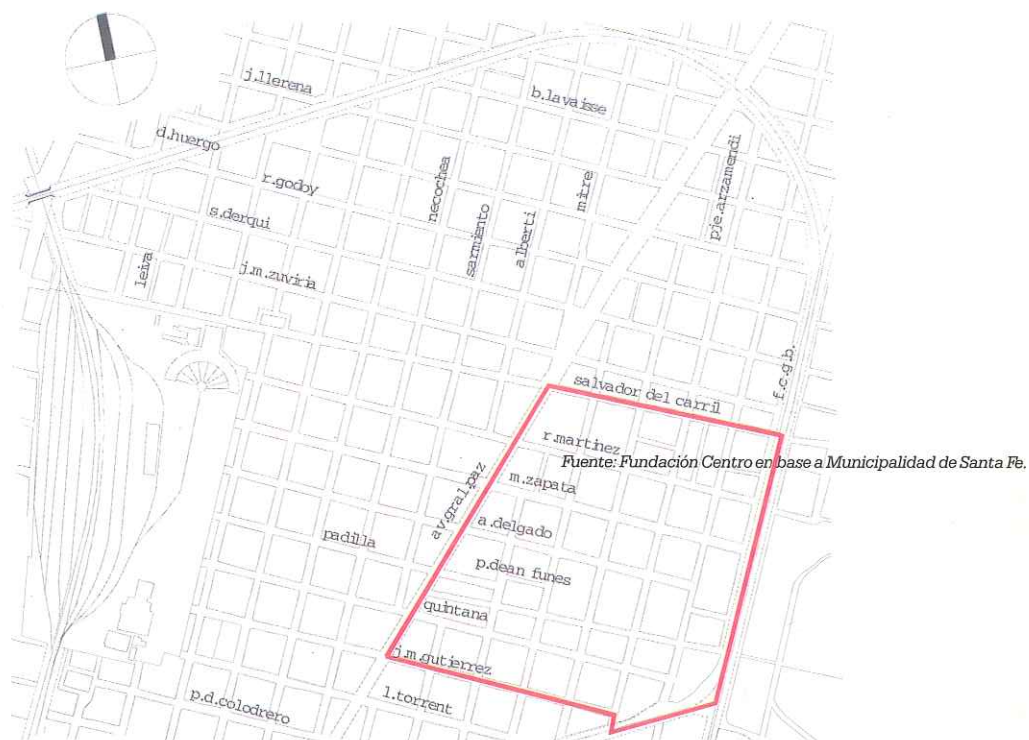 j.llerena
b.lavaisse
d.huergo
pje.arzamendi
necochea
mitre
r.godoy
sarmiento
alberti
s.derqui
leiva
j.m.zuviria
f.c.g.b.
salvador del carril
r.martinez
Fuente: Fundación Centro en base a Municipalidad de Santa Fe.
av.gral.paz
m.zapata
a.delgado
padilla
p.dean funes
quintana
j.m.gutierrez
p.d.colodrero
l.torrent